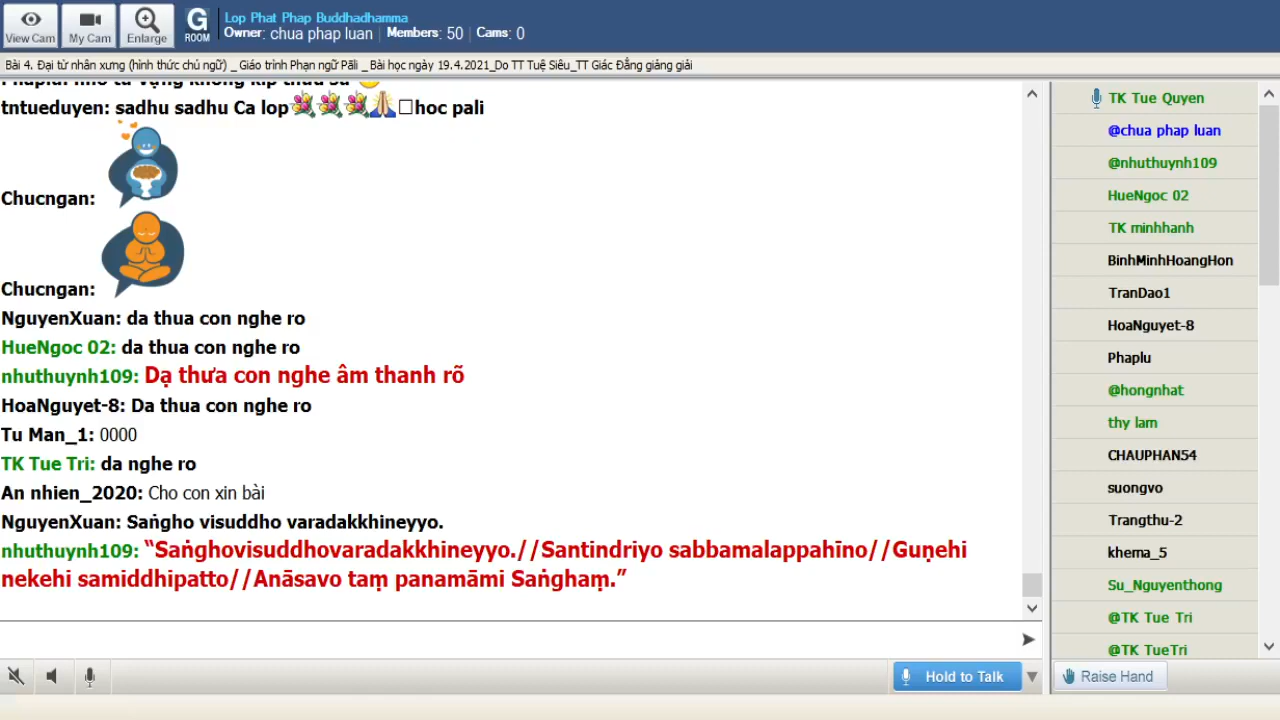 View Cam
My Cam
Enlarge
G
ROOM
Lop Phat Phap Buddhadhamma
Owner: chua phap luan | Members: 50 | Cams: 0
Bài 4. Đại từ nhân xưng (hình thức chủ ngữ) _ Giáo trình Phạn ngữ Pāli _ Bài học ngày 19.4.2021_Do TT Tuệ Siêu_TT Giác Đẳng giảng giải
tntueduyen: sadhu sadhu Ca lop hoc pali
Chucngan:
Chucngan:
NguyenXuan: da thua con nghe ro
HueNgoc 02: da thua con nghe ro
nhuthuynh109: Dạ thưa con nghe âm thanh rõ
HoaNguyet-8: Da thua con nghe ro
Tu Man_1: 0000
TK Tue Tri: da nghe ro
An nhien_2020: Cho con xin bài
NguyenXuan: Saṅgho visuddho varadakkhineyyo.
nhuthuynh109: “Saṅghovisuddhovaradakkhineyyo.//Santindriyo sabbamalappahīno//Guṇehi
nekehi samiddhipatto//Anāsavo taṃ panamāmi Saṅghaṃ.”
Hold to Talk
TK Tue Quyen
@chua phap luan
@nhuthuynh109
HueNgoc 02
TK minhhanh
BinhMinhHoangHon
TranDao1
HoaNguyet-8
Phaplu
@hongnhat
thy lam
CHAUPHAN54
suongvo
Trangthu-2
khema_5
Su_Nguyenthong
@TK Tue Tri
@TK TueTri
Raise Hand